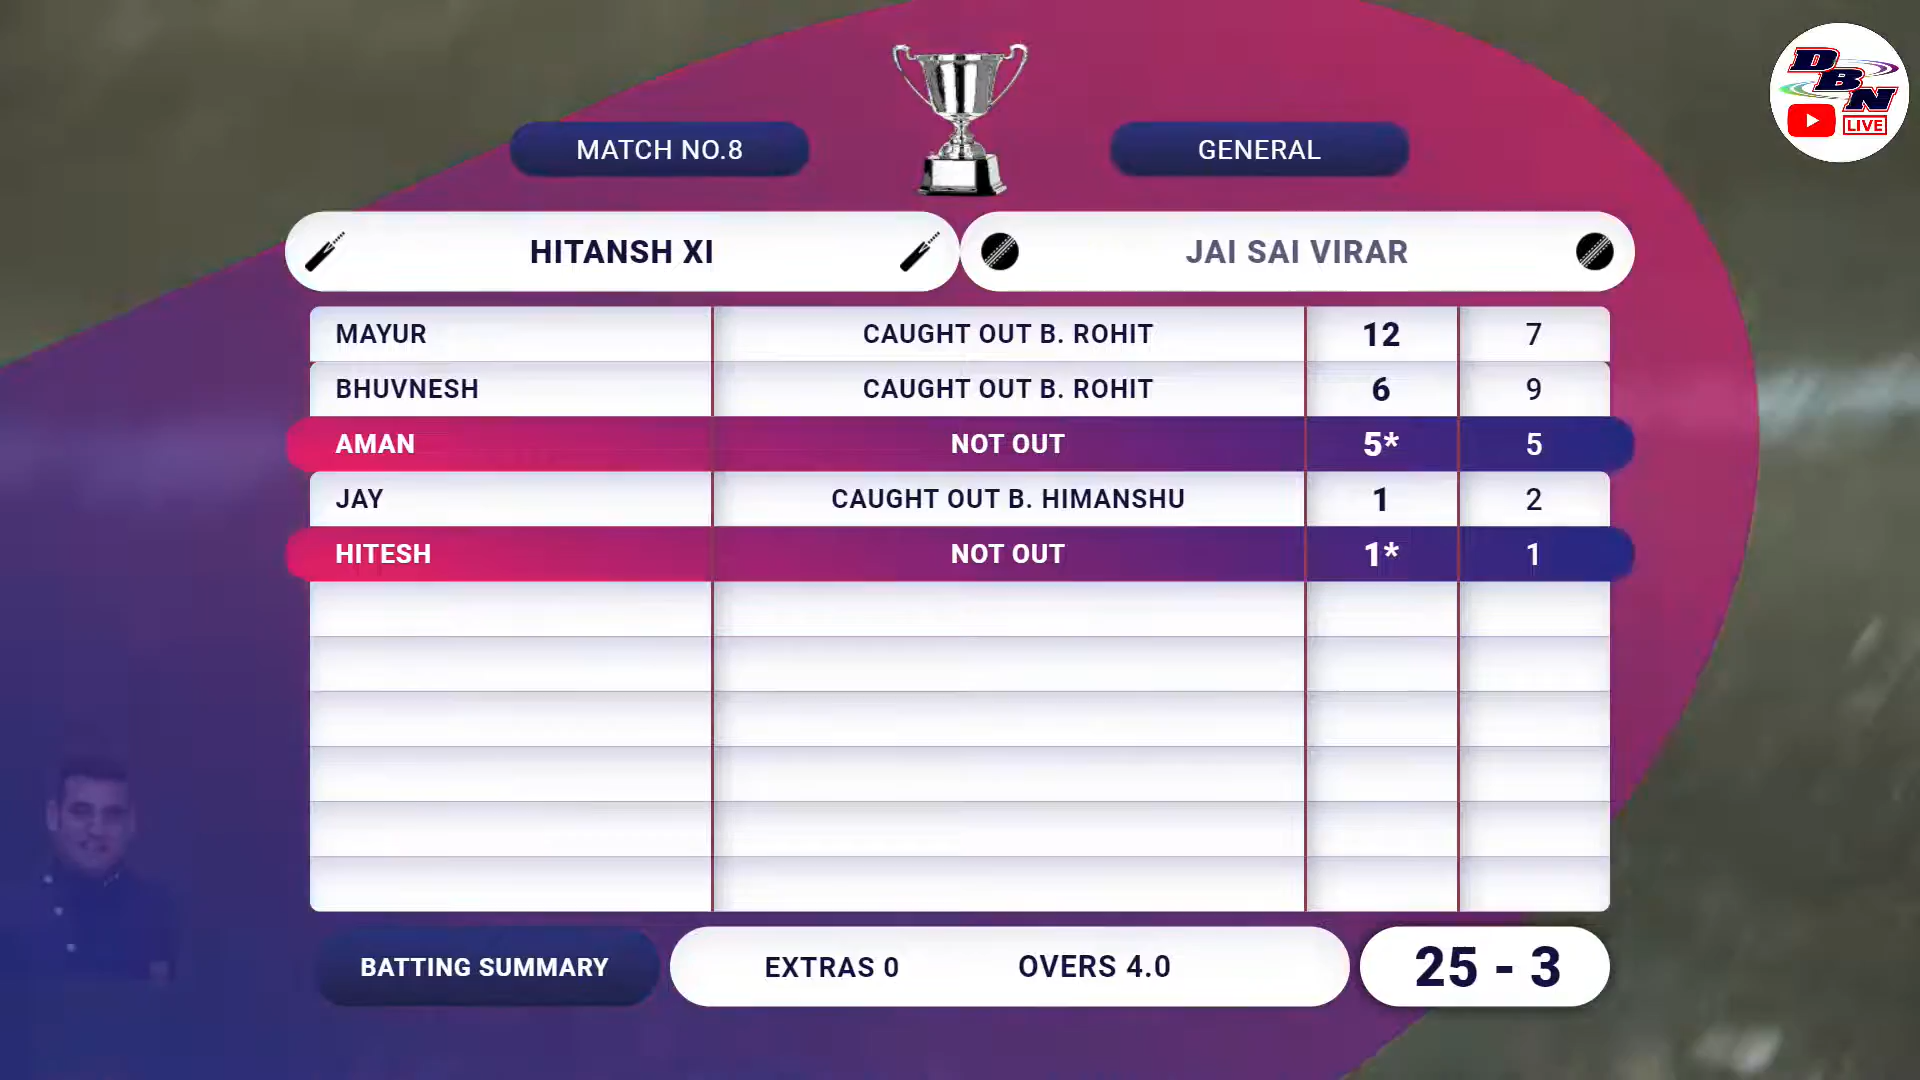 DBN
LIVE
MATCH NO.8
GENERAL
HITANSH XI
JAI SAI VIRAR
MAYUR CAUGHT OUT B. ROHIT 12 7
BHUVNESH CAUGHT OUT B. ROHIT 6 9
AMAN NOT OUT 5* 5
JAY CAUGHT OUT B. HIMANSHU 1 2
HITESH NOT OUT 1* 1
BATTING SUMMARY EXTRAS 0 OVERS 4.0 25 - 3